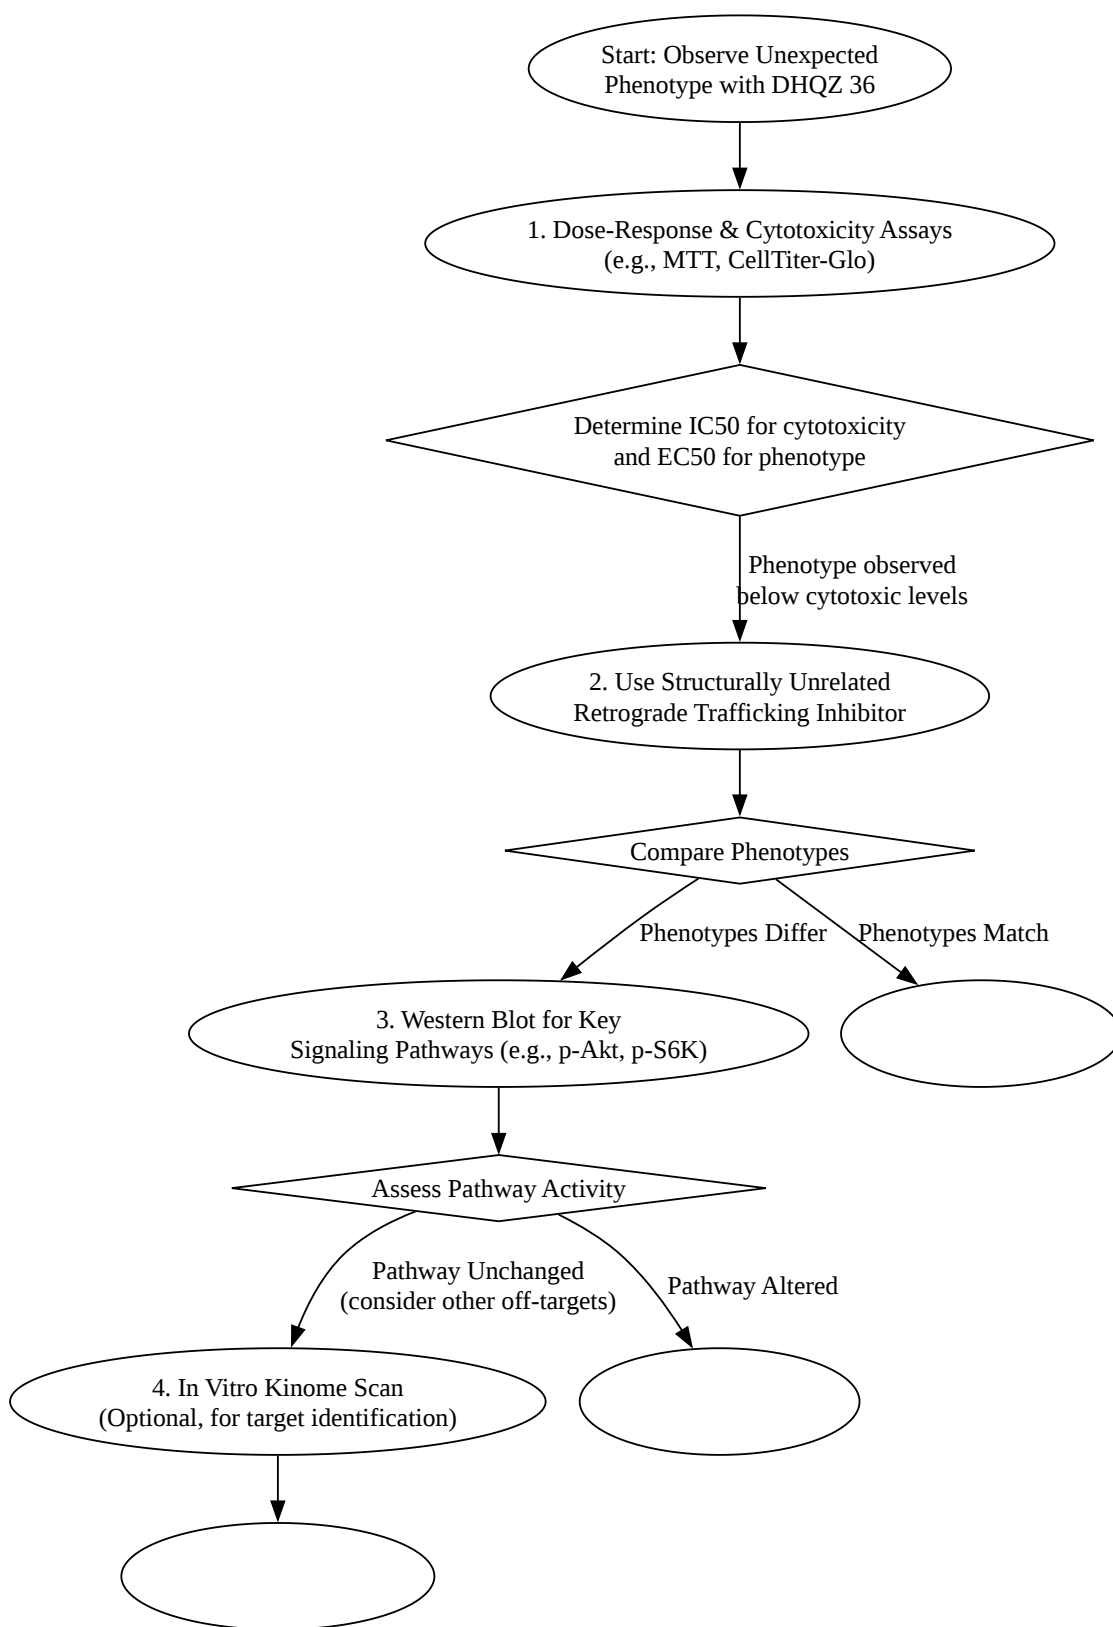 Start: Observe Unexpected
Phenotype with DHQZ 36
1. Dose-Response & Cytotoxicity Assays
(e.g., MTT, CellTiter-Glo)
Determine IC50 for cytotoxicity
and EC50 for phenotype
Phenotype observed
below cytotoxic levels
2. Use Structurally Unrelated
Retrograde Trafficking Inhibitor
Compare Phenotypes
Phenotypes Differ
Phenotypes Match
3. Western Blot for Key
Signaling Pathways (e.g., p-Akt, p-S6K)
Assess Pathway Activity
Pathway Unchanged
(consider other off-targets)
Pathway Altered
4. In Vitro Kinome Scan
(Optional, for target identification)